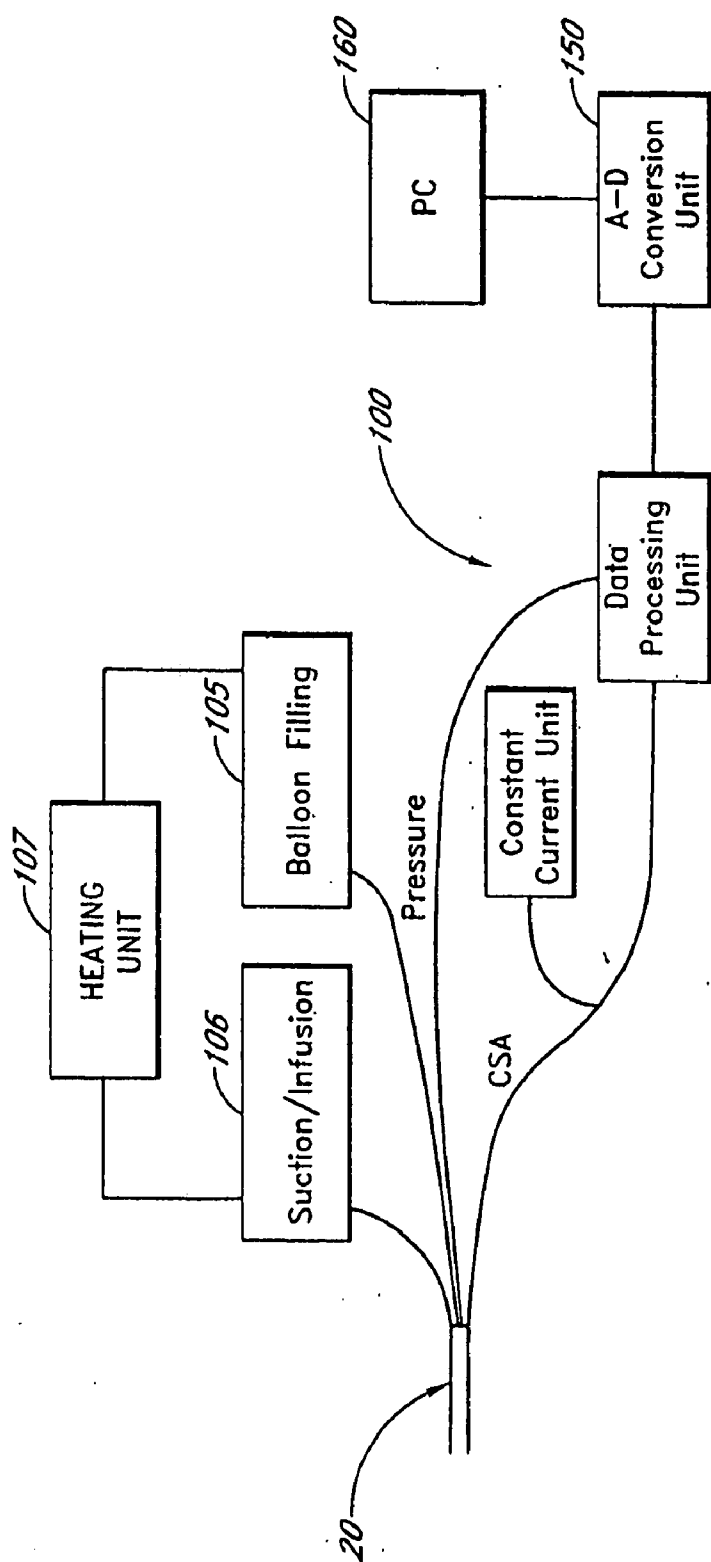 107
HEATING
UNIT
106
Suction/Infusion
105
Balloon Filling
20
Pressure
CSA
Constant
Current Unit
100
Data
Processing
Unit
160
PC
150
A-D
Conversion
Unit